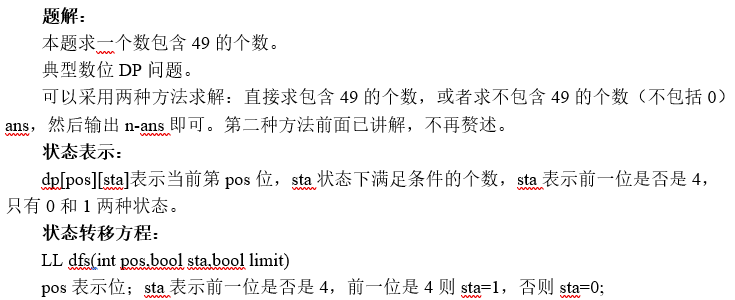 题解：
本题求一个数包含 49 的个数。
典型数位 DP 问题。
可以采用两种方法求解：直接求包含 49 的个数，或者求不包含 49 的个数（不包括 0）
ans，然后输出 n-ans 即可。第二种方法前面已讲解，不再赘述。
状态表示：
dp[pos][sta]表示当前第 pos 位，sta 状态下满足条件的个数，sta 表示前一位是否是 4，
只有 0 和 1 两种状态。
状态转移方程：
LL dfs(int pos,bool sta,bool limit)
pos 表示位；sta 表示前一位是否是 4，前一位是 4 则 sta=1，否则 sta=0;